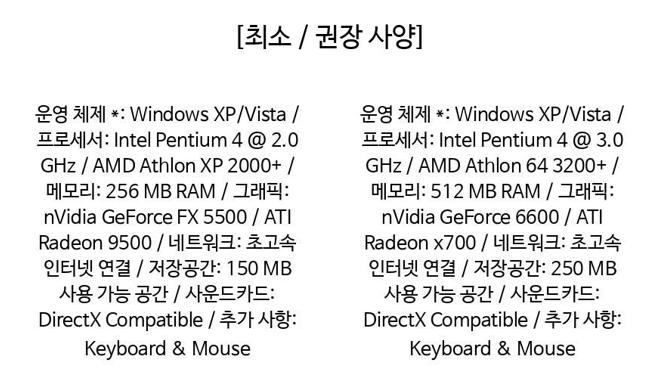 [최소 / 권장 사양]
운영 체제 *: Windows XP/Vista /
프로세서: Intel Pentium 4 @ 2.0
GHz / AMD Athlon XP 2000+ /
메모리: 256 MB RAM / 그래픽:
nVidia GeForce FX 5500 / ATI
Radeon 9500 / 네트워크: 초고속
인터넷 연결 / 저장공간: 150 MB
사용 가능 공간 / 사운드카드:
DirectX Compatible / 추가 사항:
Keyboard & Mouse
운영 체제 *: Windows XP/Vista /
프로세서: Intel Pentium 4 @ 3.0
GHz / AMD Athlon 64 3200+ /
메모리: 512 MB RAM / 그래픽:
nVidia GeForce 6600 / ATI
Radeon x700 / 네트워크: 초고속
인터넷 연결 / 저장공간: 250 MB
사용 가능 공간 / 사운드카드:
DirectX Compatible / 추가 사항:
Keyboard & Mouse